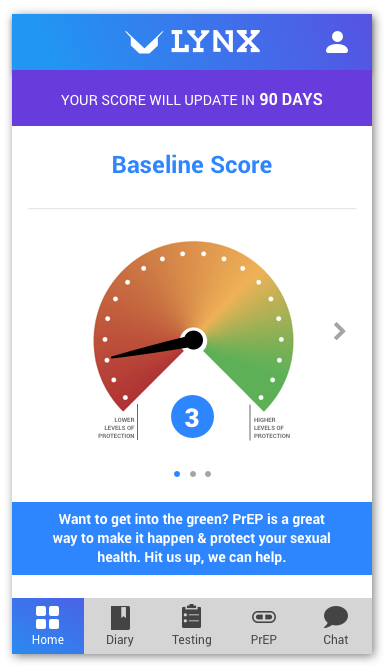 LYNX
YOUR SCORE WILL UPDATE IN 90 DAYS
Baseline Score
LOWER
LEVELS OF
PROTECTION
3
HIGHER
LEVELS OF
PROTECTION
Want to get into the green? PrEP is a great
way to make it happen & protect your sexual
health. Hit us up, we can help.
Home
Diary
Testing
PrEP
Chat